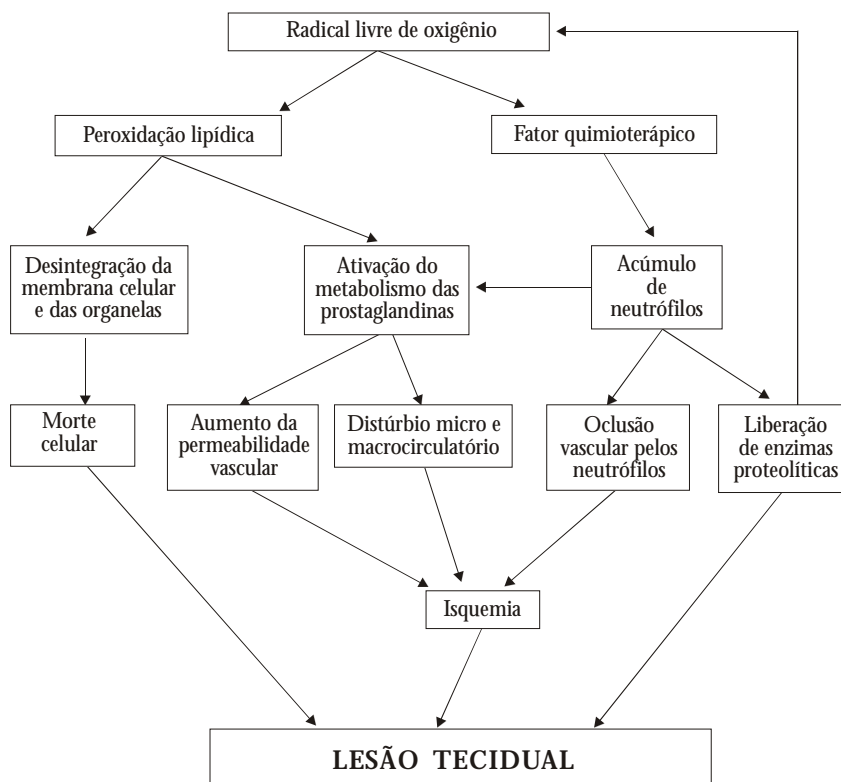 Radical livre de oxigênio
Peroxidação lipídica
Fator quimioterápico
Desintegração da
membrana celular
e das organelas
Ativação do
metabolismo das
prostaglandinas
Acúmulo
de
neutrófilos
Morte
celular
Aumento da
permeabilidade
vascular
Distúrbio micro e
macrocirculatório
Oclusão
vascular pelos
neutrófilos
Liberação
de enzimas
proteolíticas
Isquemia
LESÃO TECIDUAL